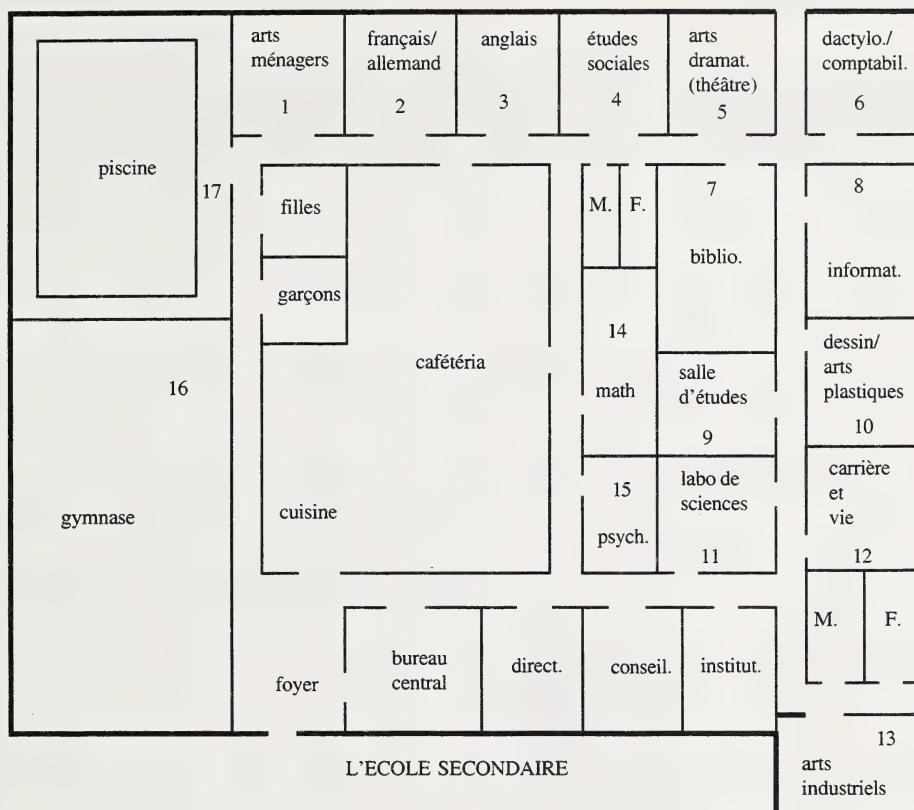 arts
ménagers
1
français/
allemand
2
anglais
3
études
sociales
4
arts
dramat.
(théâtre)
5
dactylo./
comptabil.
6
piscine
17
filles
garçons
cafétéria
cuisine
M.
F.
7
biblio.
8
informat.
14
math
salle
d'études
9
dessin/
arts
plastiques
10
16
gymnase
15
psych.
labo de
sciences
11
carrière
et
vie
12
M.
F.
foyer
bureau
central
direct.
conseil.
institut.
13
arts
industriels
L'ECOLE SECONDAIRE